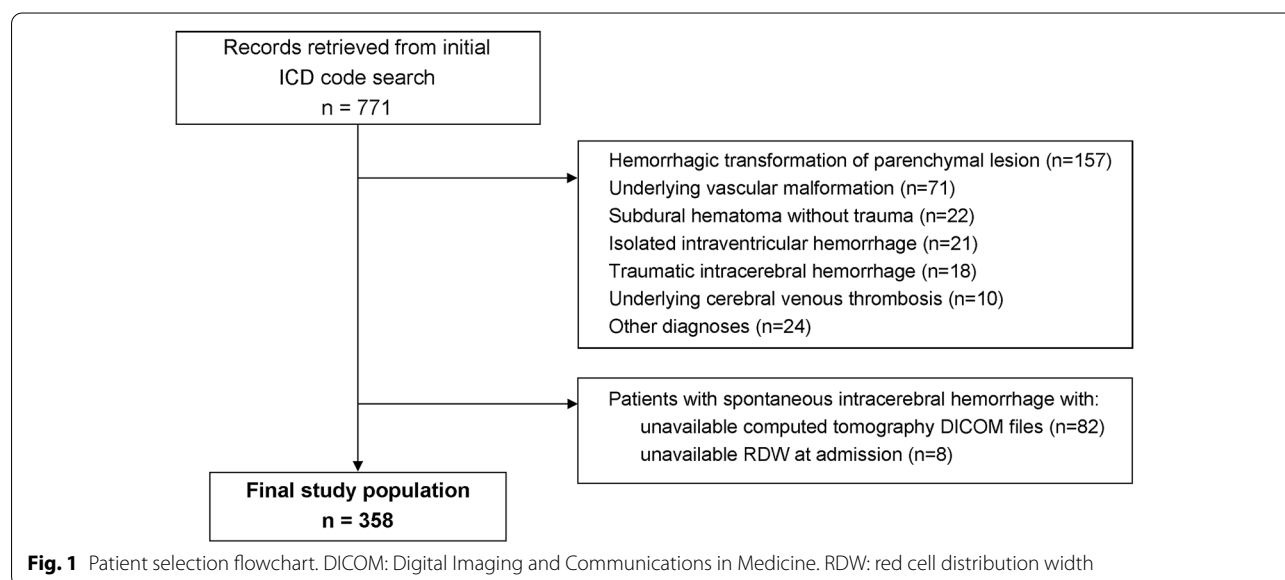 Records retrieved from initial
ICD code search
n = 771
Hemorrhagic transformation of parenchymal lesion (n=157)
Underlying vascular malformation (n=71)
Subdural hematoma without trauma (n=22)
Isolated intraventricular hemorrhage (n=21)
Traumatic intracerebral hemorrhage (n=18)
Underlying cerebral venous thrombosis (n=10)
Other diagnoses (n=24)
Patients with spontaneous intracerebral hemorrhage with:
unavailable computed tomography DICOM files (n=82)
unavailable RDW at admission (n=8)
Final study population
n = 358
Fig. 1 Patient selection flowchart. DICOM: Digital Imaging and Communications in Medicine. RDW: red cell distribution width